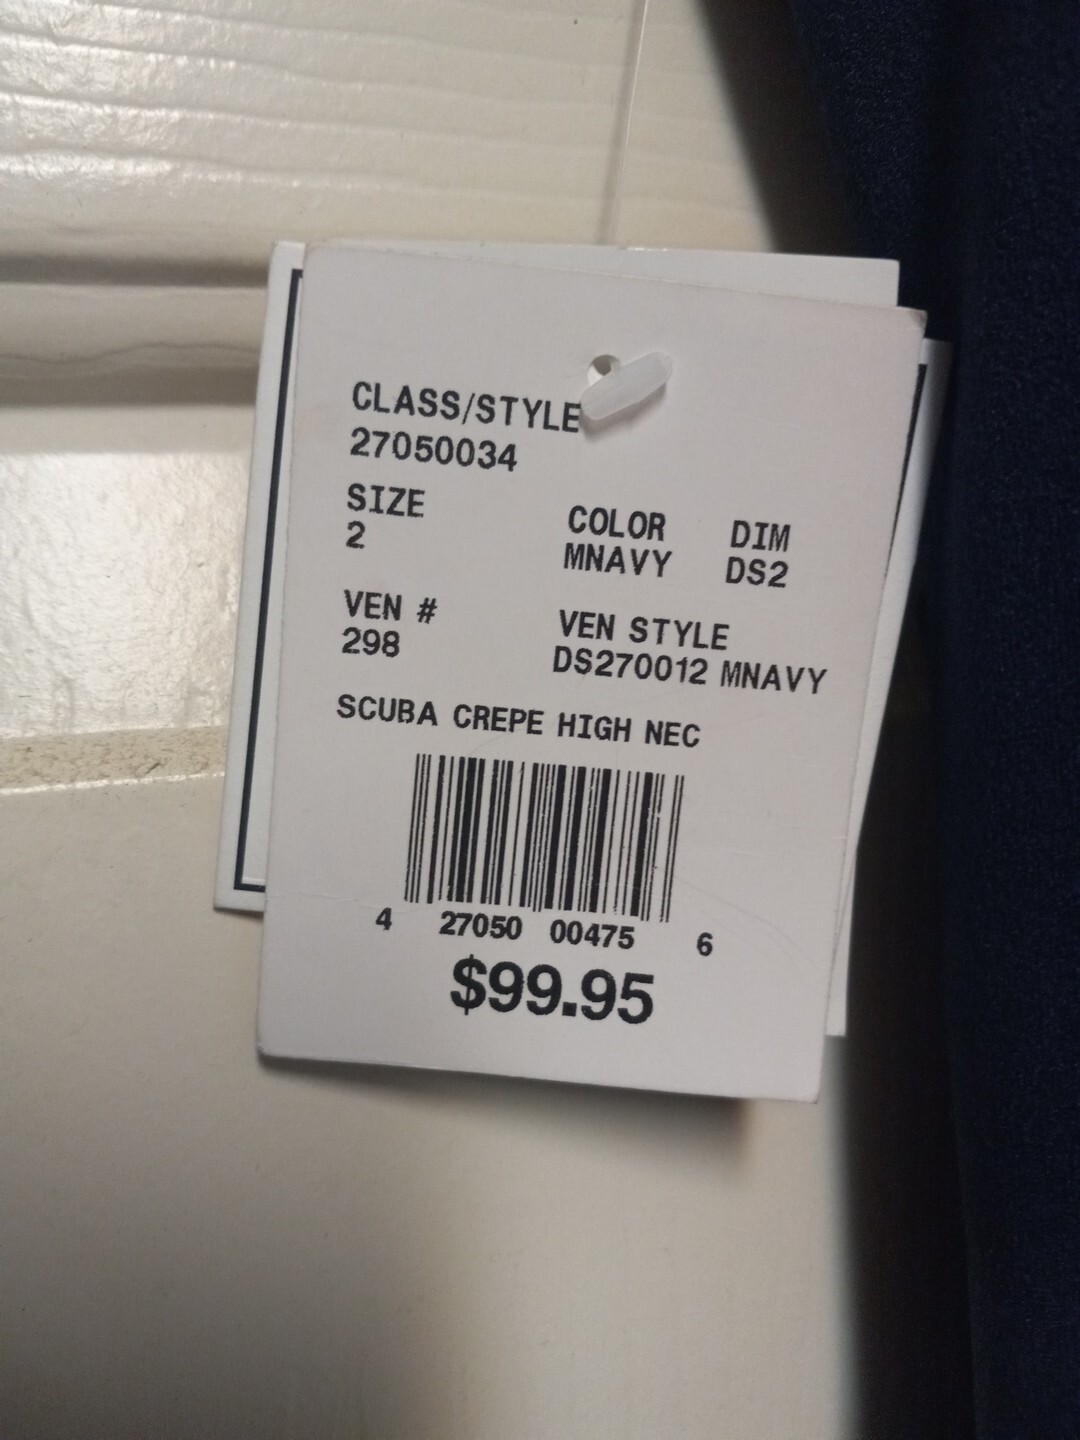 CLASS/STYLE
27050034
SIZE
2
COLOR DIM
MNAVY DS2
VEN #
298
VEN STYLE
DS270012 MNAVY
SCUBA CREPE HIGH NEC
4 27050 00475 6
$99.95